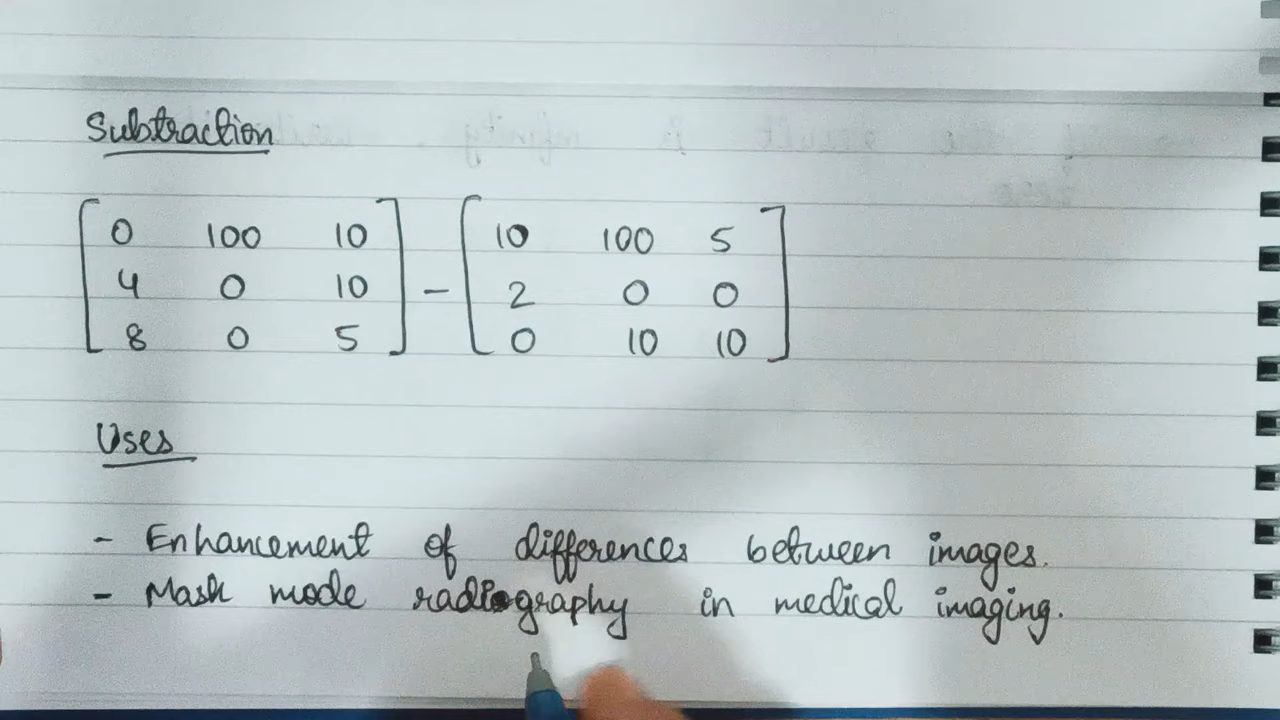 Subtraction
0 100 10 - 10 100 5
4 0 10 2 0 0
8 0 5 0 10 10
Uses
- Enhancement of differences between images.
- Mask mode radiography in medical imaging.